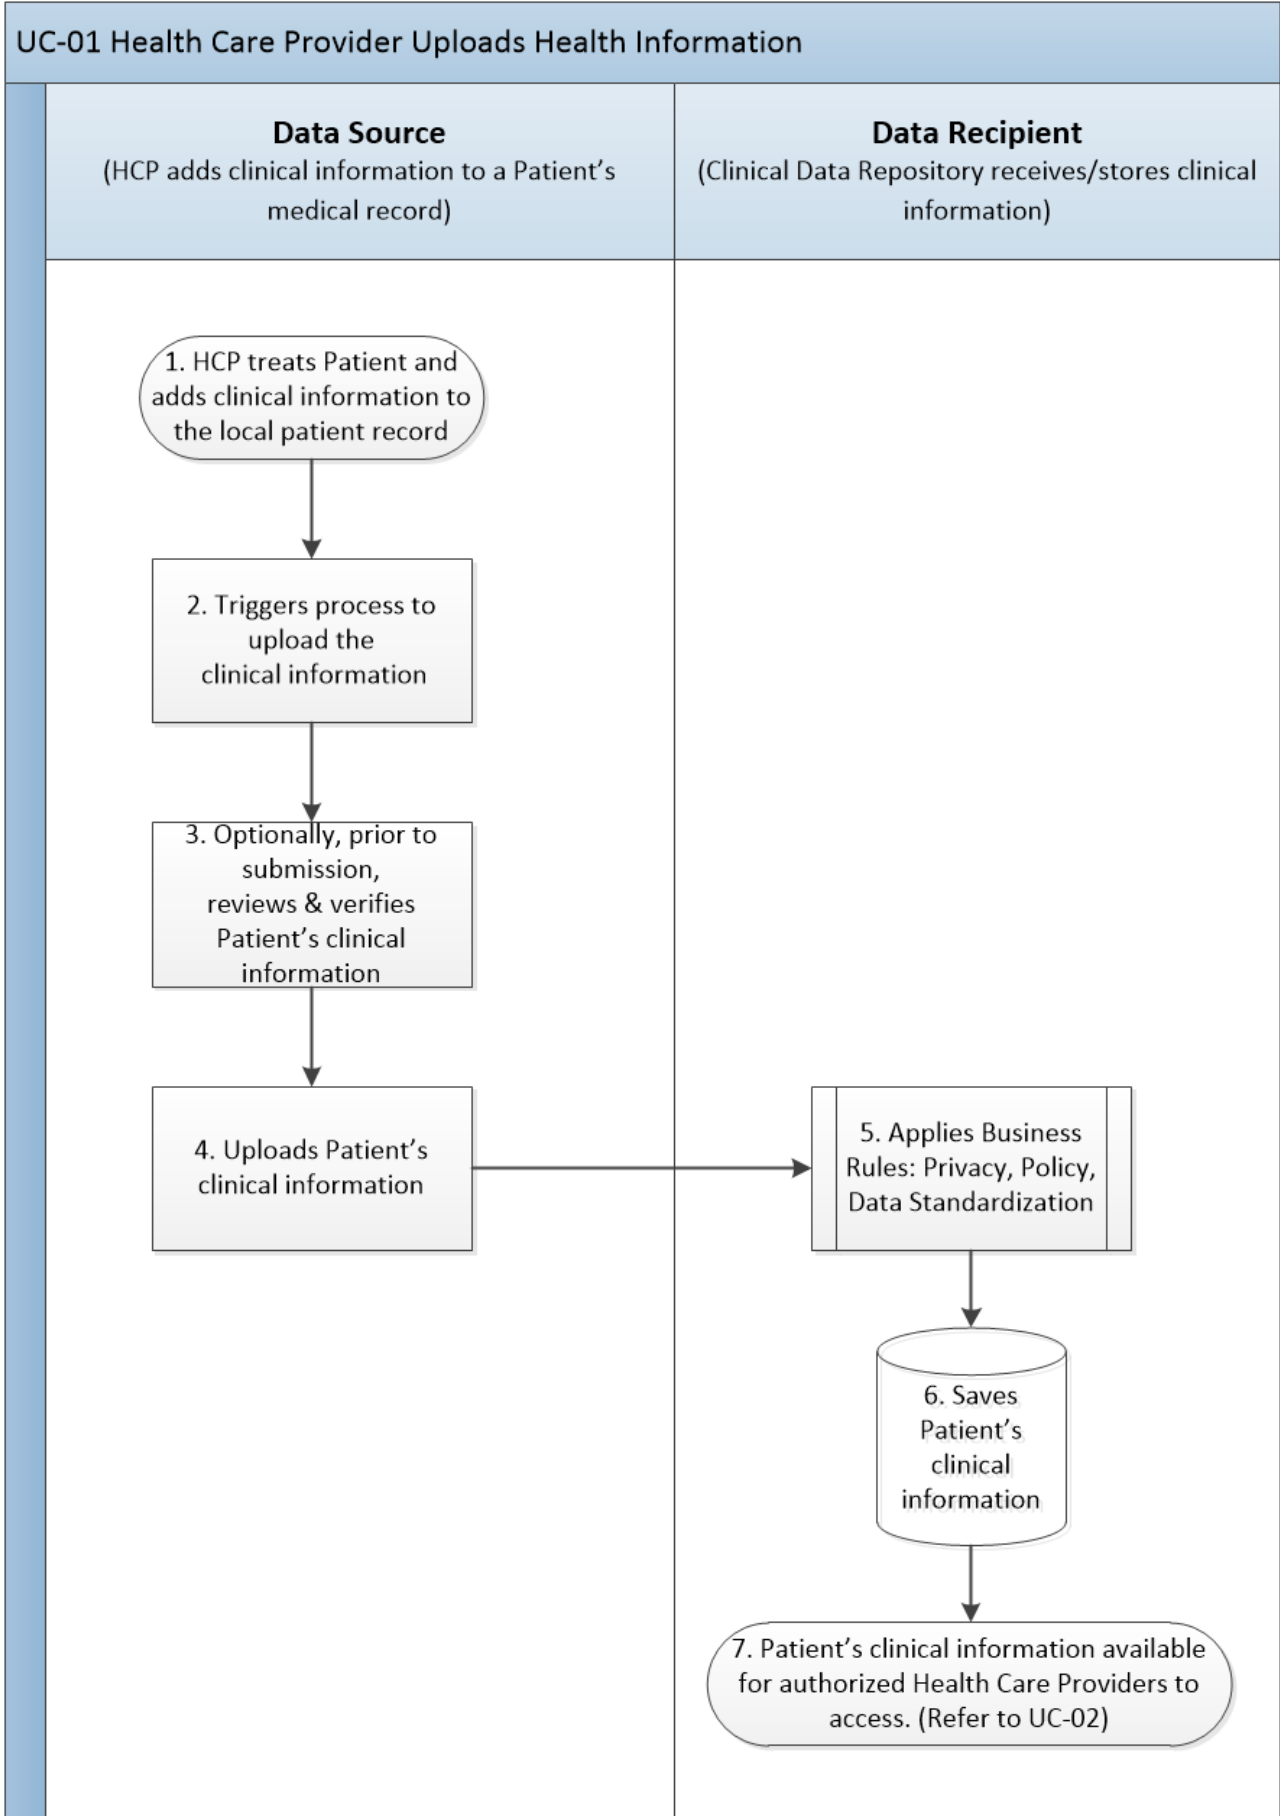 UC-01 Health Care Provider Uploads Health Information
Data Source
(HCP adds clinical information to a Patient’s
medical record)
Data Recipient
(Clinical Data Repository receives/stores clinical
information)
1. HCP treats Patient and
adds clinical information to
the local patient record
2. Triggers process to
upload the
clinical information
3. Optionally, prior to
submission,
reviews & verifies
Patient’s clinical
information
4. Uploads Patient’s
clinical information
5. Applies Business
Rules: Privacy, Policy,
Data Standardization
6. Saves
Patient’s
clinical
information
7. Patient’s clinical information available
for authorized Health Care Providers to
access. (Refer to UC-02)